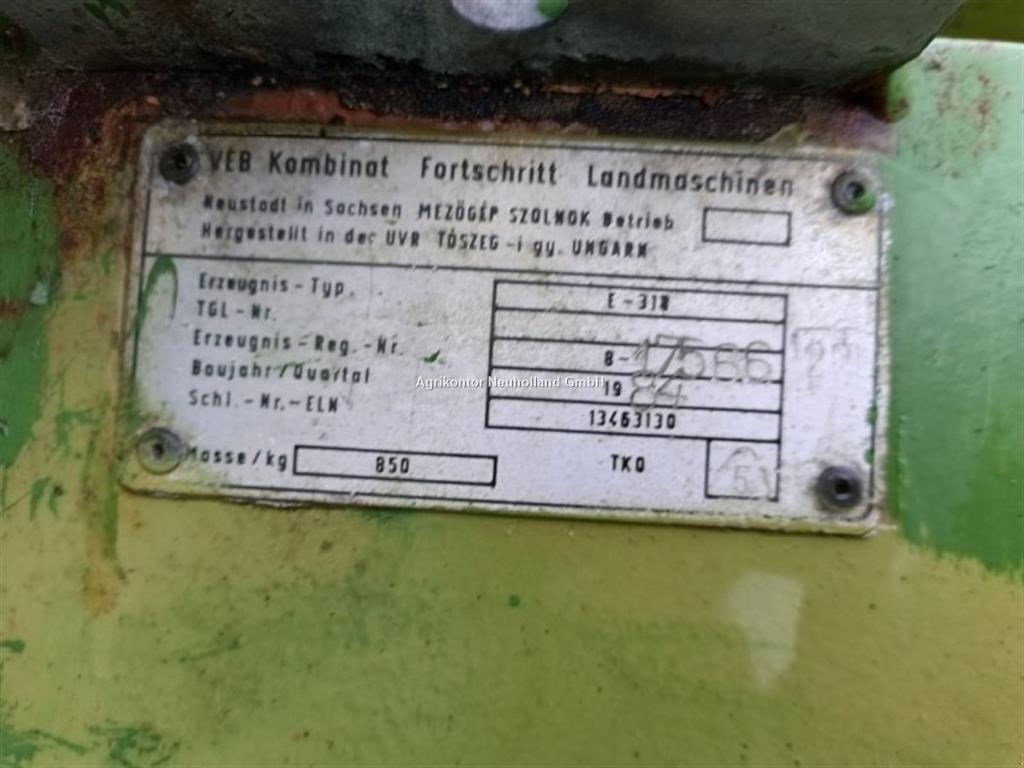 VEB Kombinat Fortschritt Landmaschinen
Neustadt in Sachsen MEZÖGÉP SZOLNOK Betrieb
Hergestellt in der UVR TÓSZEG-i gy. UNGARN
Erzeugnis-Typ. E-318
TGL-Nr.
Erzeugnis-Reg.-Nr. 8-17566
Baujahr/Quartal 19 84
Schl.-Nr.-ELN 13463130
Masse/kg 850 TKO 5
Agrikontor Neuholland GmbH